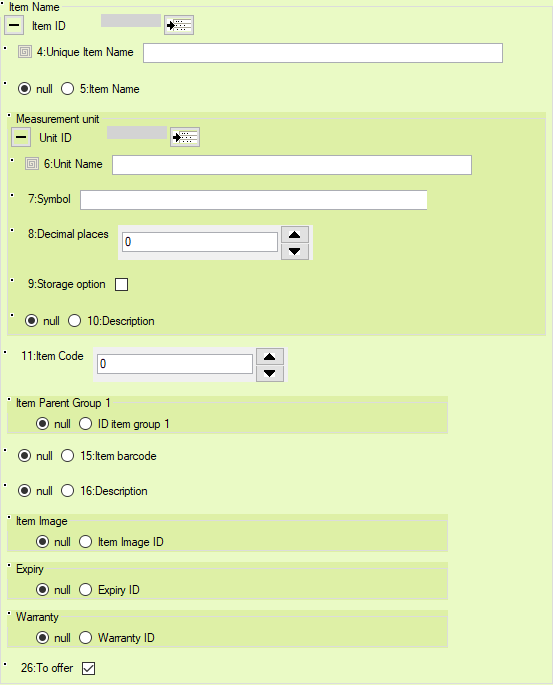 Item Name
Item ID
4:Unique Item Name
null 5:Item Name
Measurement unit
Unit ID
6:Unit Name
7:Symbol
8:Decimal places 0
9:Storage option
null 10:Description
11:Item Code 0
Item Parent Group 1
null ID item group 1
null 15:Item barcode
null 16:Description
Item Image
null Item Image ID
Expiry
null Expiry ID
Warranty
null Warranty ID
26:To offer